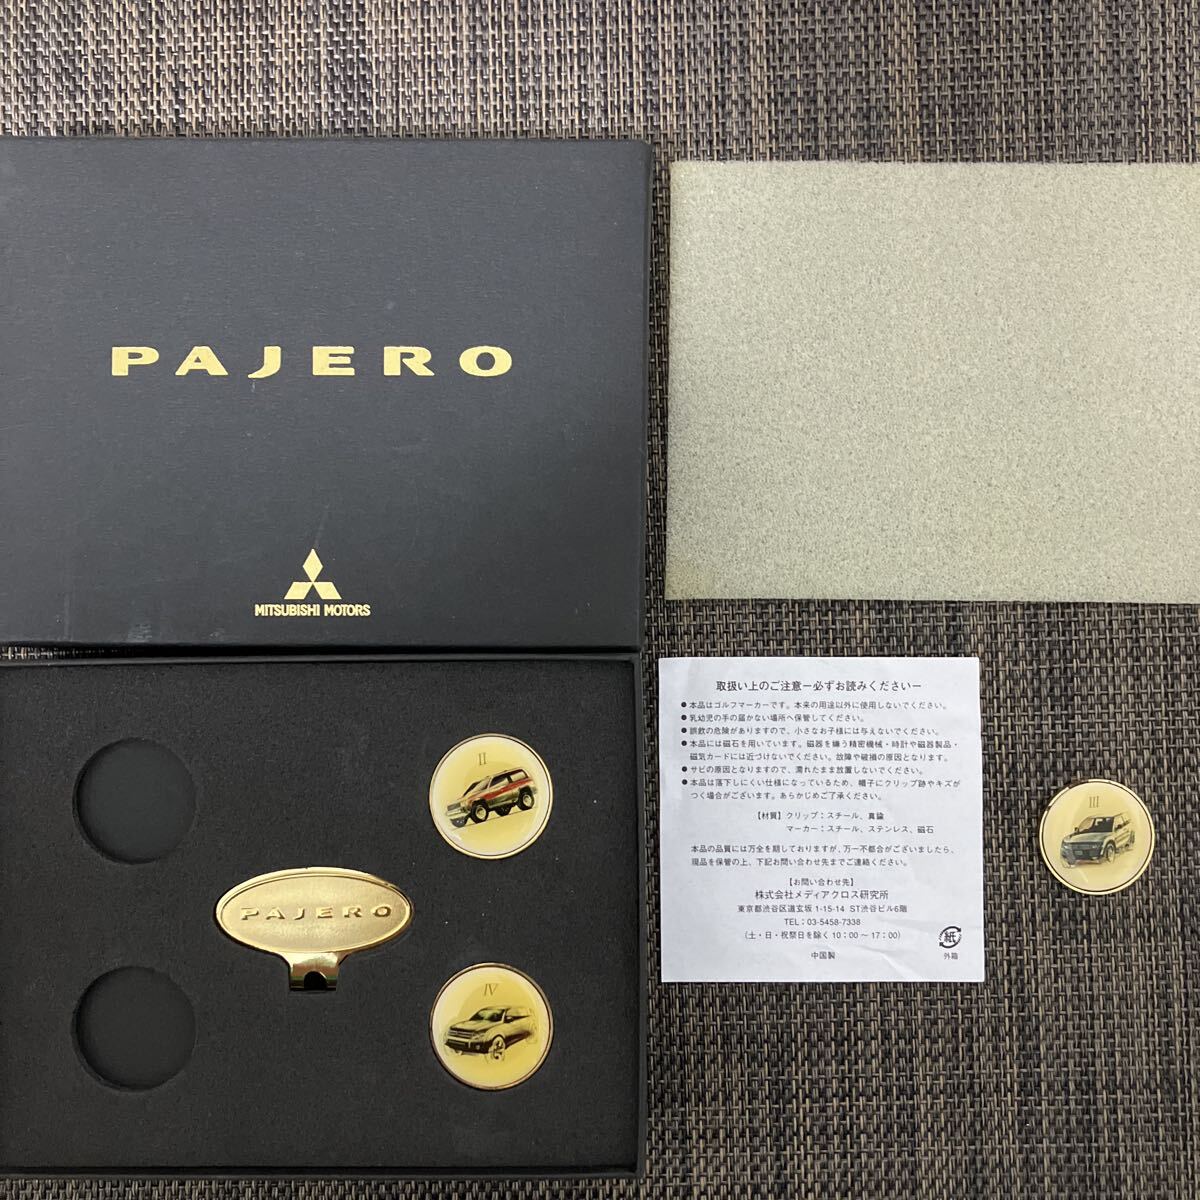 PAJERO
MITSUBISHI MOTORS
II
PAJERO
IV
取扱い上のご注意ー必ずお読みくださいー
●本品はゴルフマーカーです。本来の用途以外に使用しないでください。
●乳幼児の手の届かない場所へ保管してください。
●誤飲の危険がありますので、小さなお子様には与えないでください。
●本品には磁石を用いています。磁器を嫌う精密機械・時計や磁器製品・
磁気カードには近づけないでください。故障や破損の原因となります。
●サビの原因となりますので、濡れたまま放置しないでください。
●本品は落下しにくい仕様になっているため、帽子にクリップ跡やキズが
つく場合がございます。あらかじめご了承ください。
【材質】クリップ：スチール、真鍮
マーカー：スチール、ステンレス、磁石
本品の品質には万全を期しておりますが、万一不都合がございましたら、
現品を保管の上、下記お問い合わせ先までご連絡ください。
【お問い合わせ先】
株式会社メディアクロス研究所
東京都渋谷区道玄坂 1-15-14 ST渋谷ビル6階
TEL：03-5458-7338
（土・日・祝祭日を除く10：00～17：00）
中国製
紙
外箱
III